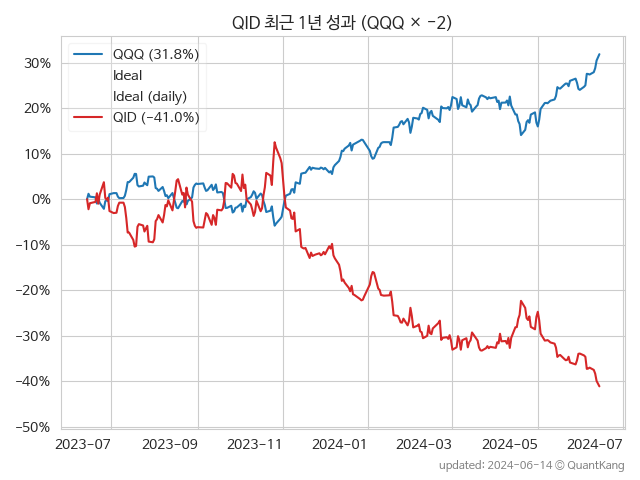 QID 최근 1년 성과 (QQQ × −2)
QQQ (31.8%)
Ideal
Ideal (daily)
QID (−41.0%)
30%
20%
10%
0%
−10%
−20%
−30%
−40%
−50%
2023−07 2023−09 2023−11 2024−01 2024−03 2024−05 2024−07
updated: 2024−06−14 © QuantKang